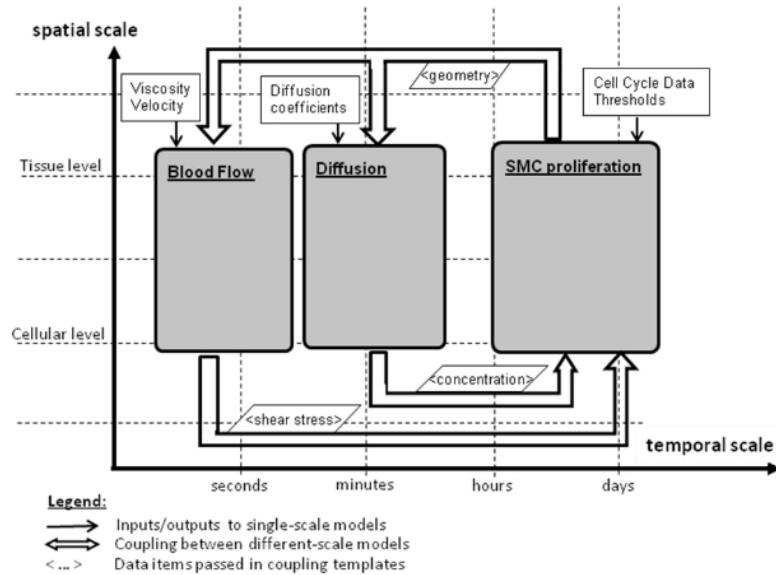 spatial scale
<geometry>
Viscosity
Velocity
Diffusion
coefficients
Cell Cycle Data
Thresholds
Tissue level
Blood Flow
Diffusion
SMC proliferation
Cellular level
<concentration>
<shear stress>
temporal scale
seconds
minutes
hours
days
Legend:
Inputs/outputs to single-scale models
Coupling between different-scale models
< ... > Data items passed in coupling templates